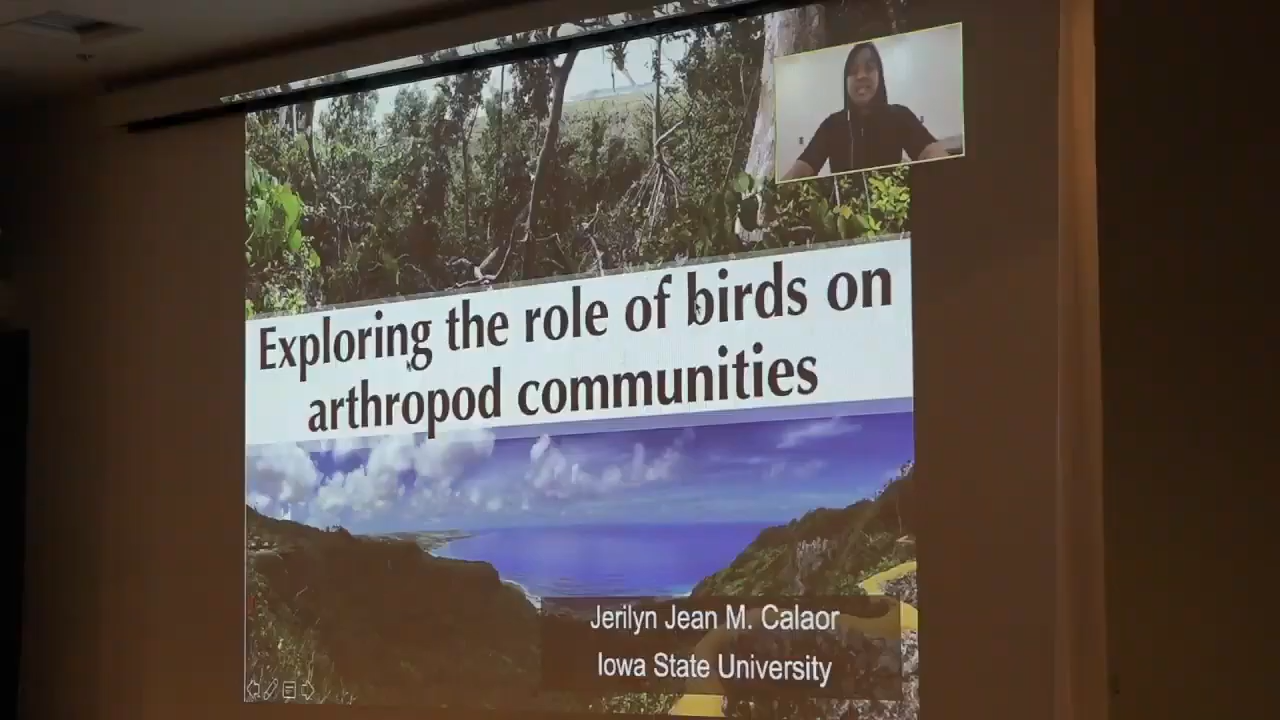 Exploring the role of birds on
arthropod communities
Jerilyn Jean M. Calaor
Iowa State University